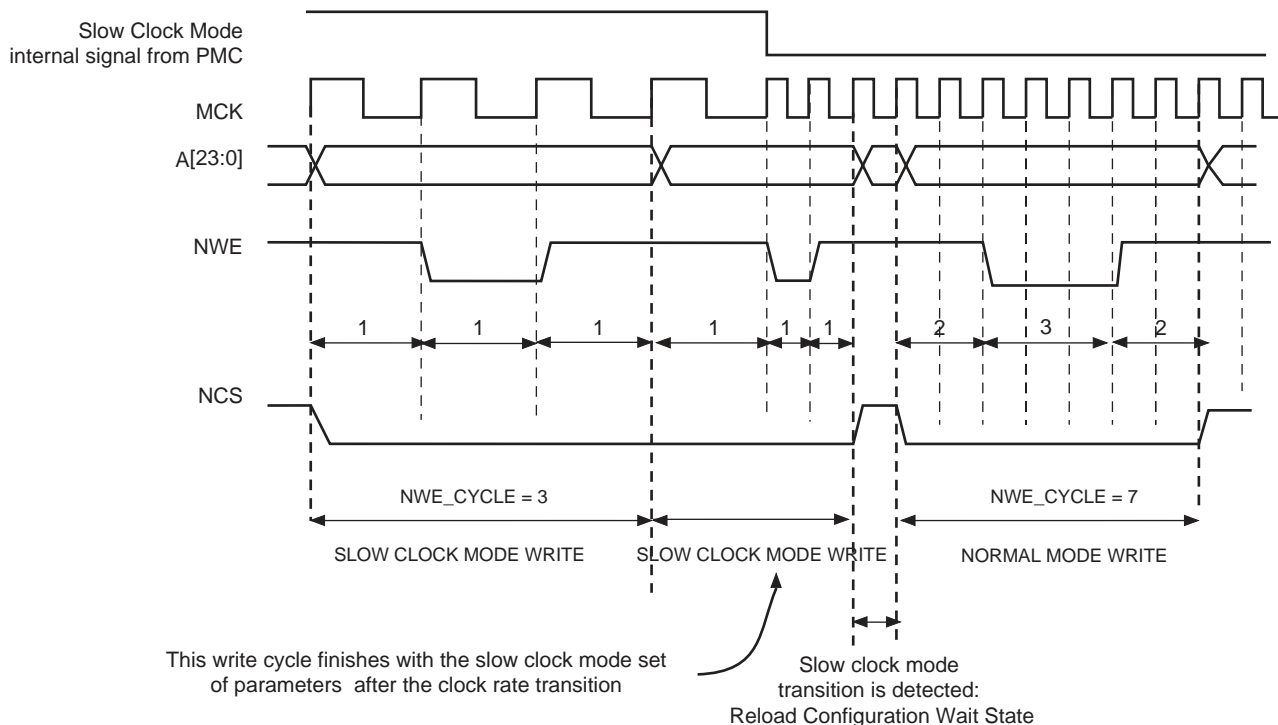 Slow Clock Mode
internal signal from PMC
MCK
A[23:0]
NWE
1 1 1 1 1 1 2 3 2
NCS
NWE_CYCLE = 3 NWE_CYCLE = 7
SLOW CLOCK MODE WRITE SLOW CLOCK MODE WRITE NORMAL MODE WRITE
This write cycle finishes with the slow clock mode set
of parameters after the clock rate transition
Slow clock mode
transition is detected:
Reload Configuration Wait State